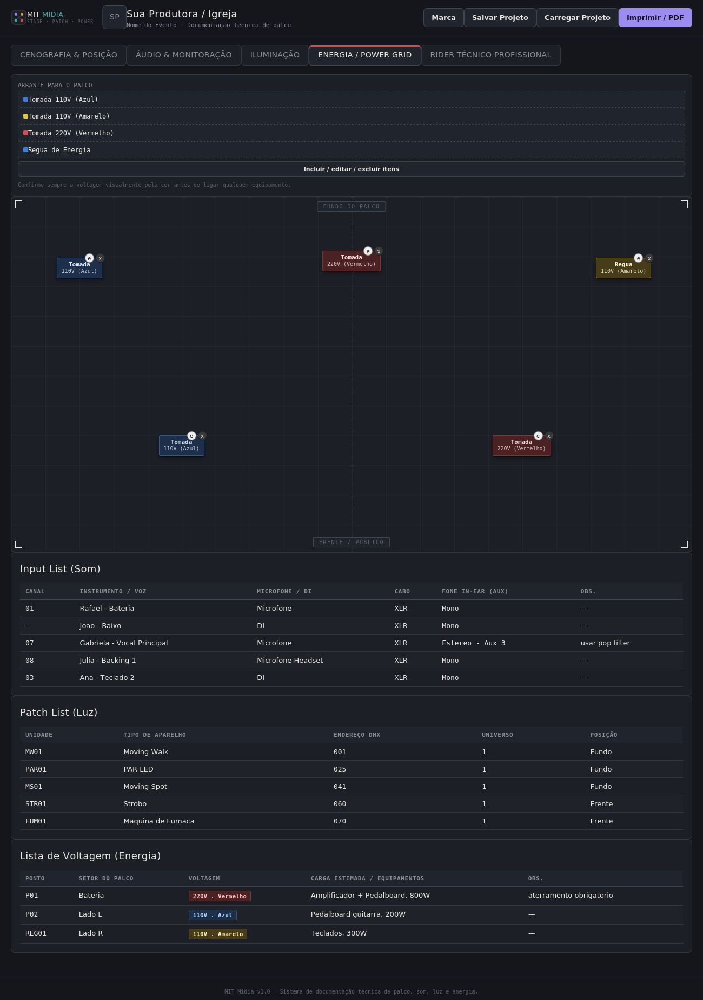 MIT MÍDIA
STAGE · PATCH · POWER
SP
Sua Produtora / Igreja
Nome do Evento · Documentação técnica de palco
Marca
Salvar Projeto
Carregar Projeto
Imprimir / PDF
CENOGRAFIA & POSIÇÃO
ÁUDIO & MONITORAÇÃO
ILUMINAÇÃO
ENERGIA / POWER GRID
RIDER TÉCNICO PROFISSIONAL
ARRASTE PARA O PALCO
Tomada 110V (Azul)
Tomada 110V (Amarelo)
Tomada 220V (Vermelho)
Regua de Energia
Incluir / editar / excluir itens
Confirme sempre a voltagem visualmente pela cor antes de ligar qualquer equipamento.
FUNDO DO PALCO
e x
Tomada
220V (Vermelho)
e x
Tomada
110V (Azul)
e x
Regua
110V (Amarelo)
e x
Tomada
110V (Azul)
e x
Tomada
220V (Vermelho)
FRENTE / PÚBLICO
Input List (Som)
CANAL INSTRUMENTO / VOZ MICROFONE / DI CABO FONE IN-EAR (AUX) OBS.
01 Rafael - Bateria Microfone XLR Mono —
— Joao - Baixo DI XLR Mono —
07 Gabriela - Vocal Principal Microfone XLR Estereo - Aux 3 usar pop filter
08 Julia - Backing 1 Microfone Headset XLR Mono —
03 Ana - Teclado 2 DI XLR Mono —
Patch List (Luz)
UNIDADE TIPO DE APARELHO ENDEREÇO DMX UNIVERSO POSIÇÃO
MW01 Moving Walk 001 1 Fundo
PAR01 PAR LED 025 1 Fundo
MS01 Moving Spot 041 1 Fundo
STR01 Strobo 060 1 Frente
FUM01 Maquina de Fumaca 070 1 Frente
Lista de Voltagem (Energia)
PONTO SETOR DO PALCO VOLTAGEM CARGA ESTIMADA / EQUIPAMENTOS OBS.
P01 Bateria 220V . Vermelho Amplificador + Pedalboard, 800W aterramento obrigatorio
P02 Lado L 110V . Azul Pedalboard guitarra, 200W —
REG01 Lado R 110V . Amarelo Teclados, 300W —
MIT Mídia v1.0 — Sistema de documentação técnica de palco, som, luz e energia.